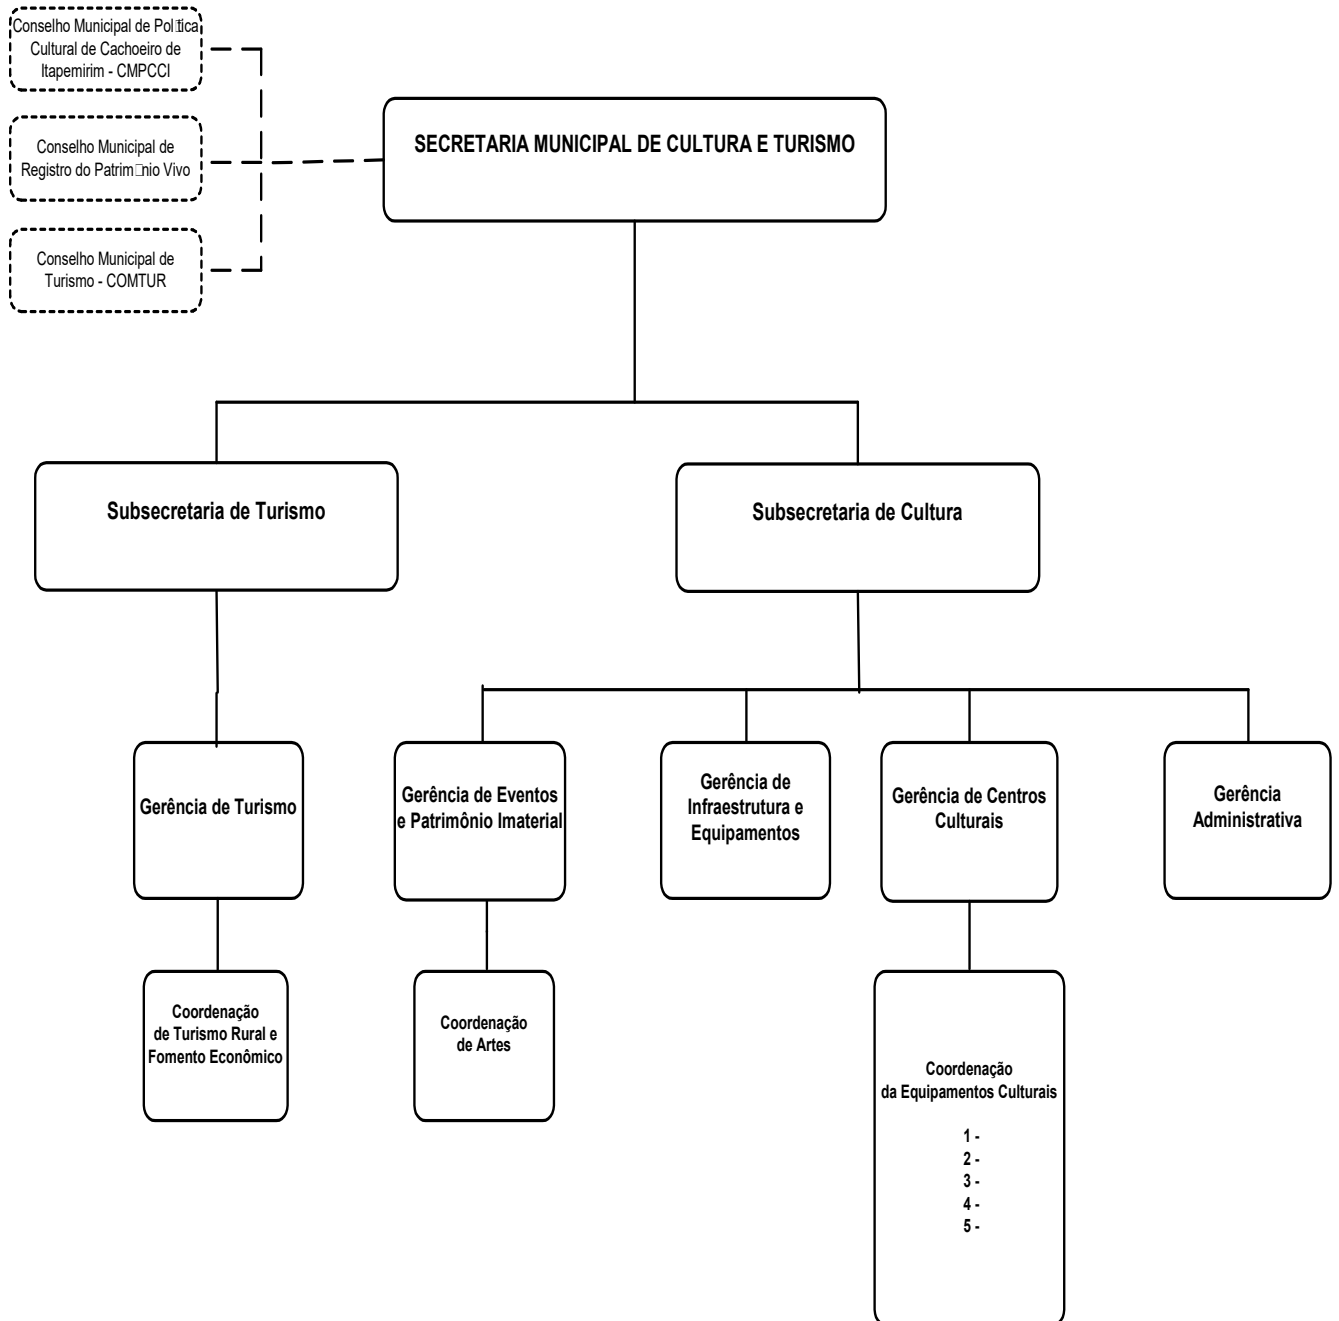 Conselho Municipal de Pol□tica
Cultural de Cachoeiro de
Itapemirim - CMPCCI
Conselho Municipal de
Registro do Patrim□nio Vivo
Conselho Municipal de
Turismo - COMTUR
SECRETARIA MUNICIPAL DE CULTURA E TURISMO
Subsecretaria de Turismo
Subsecretaria de Cultura
Gerência de Turismo
Gerência de Eventos
e Patrimônio Imaterial
Gerência de
Infraestrutura e
Equipamentos
Gerência de Centros
Culturais
Gerência
Administrativa
Coordenação
de Turismo Rural e
Fomento Econômico
Coordenação
de Artes
Coordenação
da Equipamentos Culturais
1 -
2 -
3 -
4 -
5 -